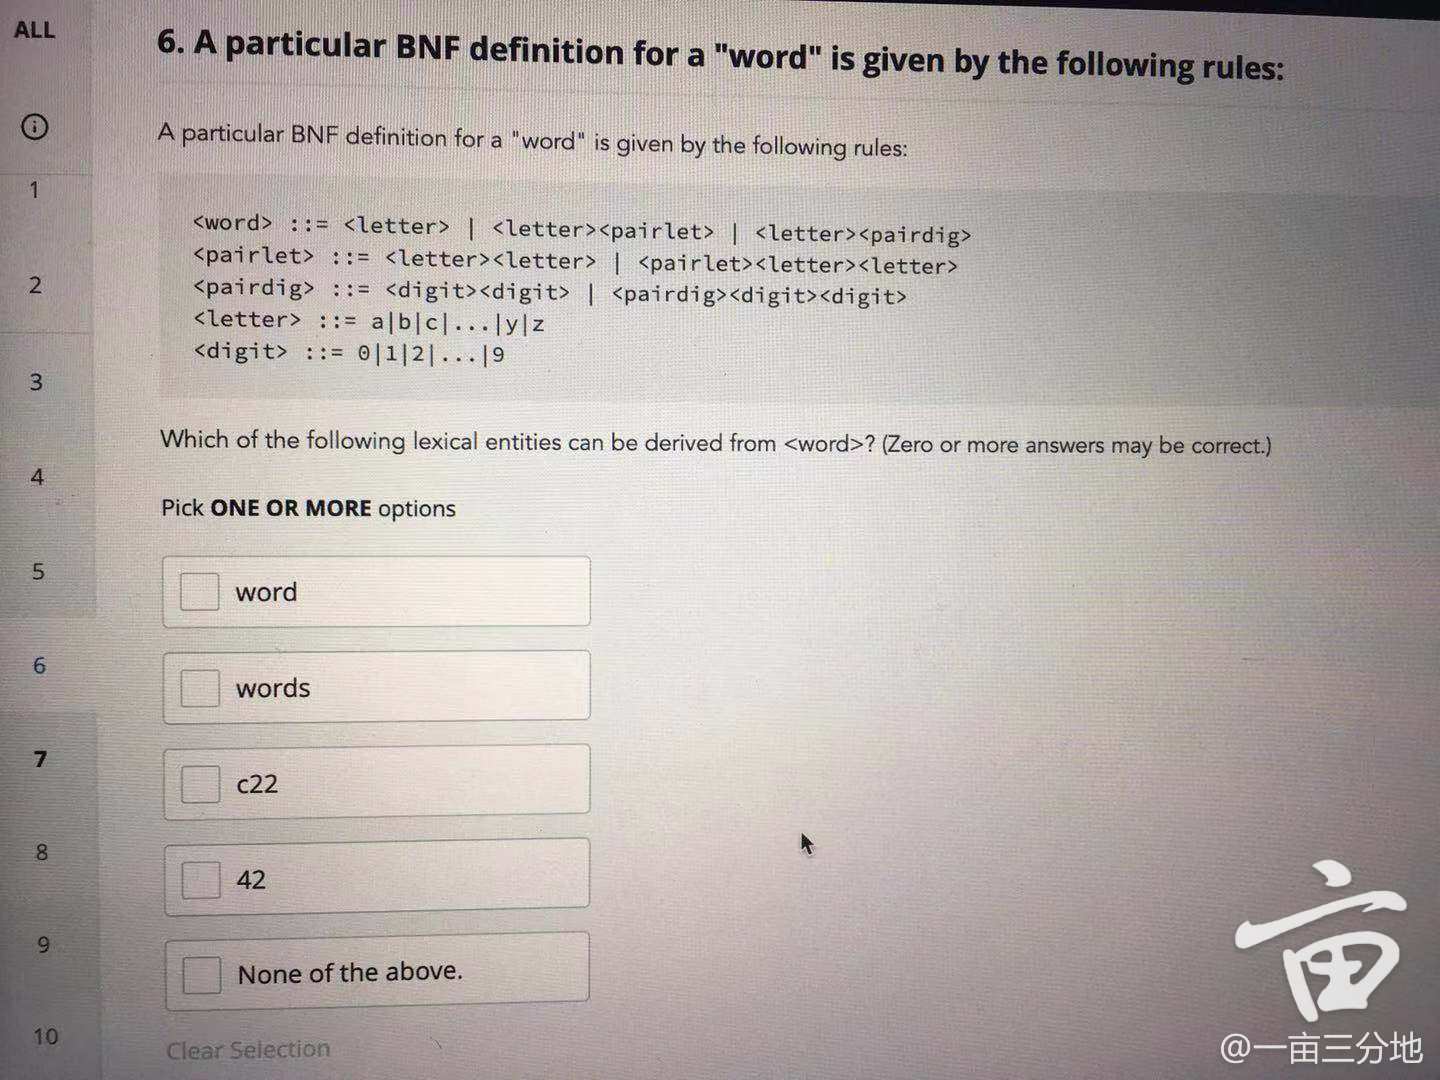 ALL
6. A particular BNF definition for a "word" is given by the following rules:
A particular BNF definition for a "word" is given by the following rules:
1
<word> ::= <letter> | <letter><pairlet> | <letter><pairdig>
<pairlet> ::= <letter><letter> | <pairlet><letter><letter>
<pairdig> ::= <digit><digit> | <pairdig><digit><digit>
<letter> ::= a|b|c|...|y|z
<digit> ::= 0|1|2|...|9
2
3
Which of the following lexical entities can be derived from <word>? (Zero or more answers may be correct.)
4
Pick ONE OR MORE options
5
word
6
words
7
c22
8
42
9
None of the above.
10
Clear Selection
亩
@一亩三分地